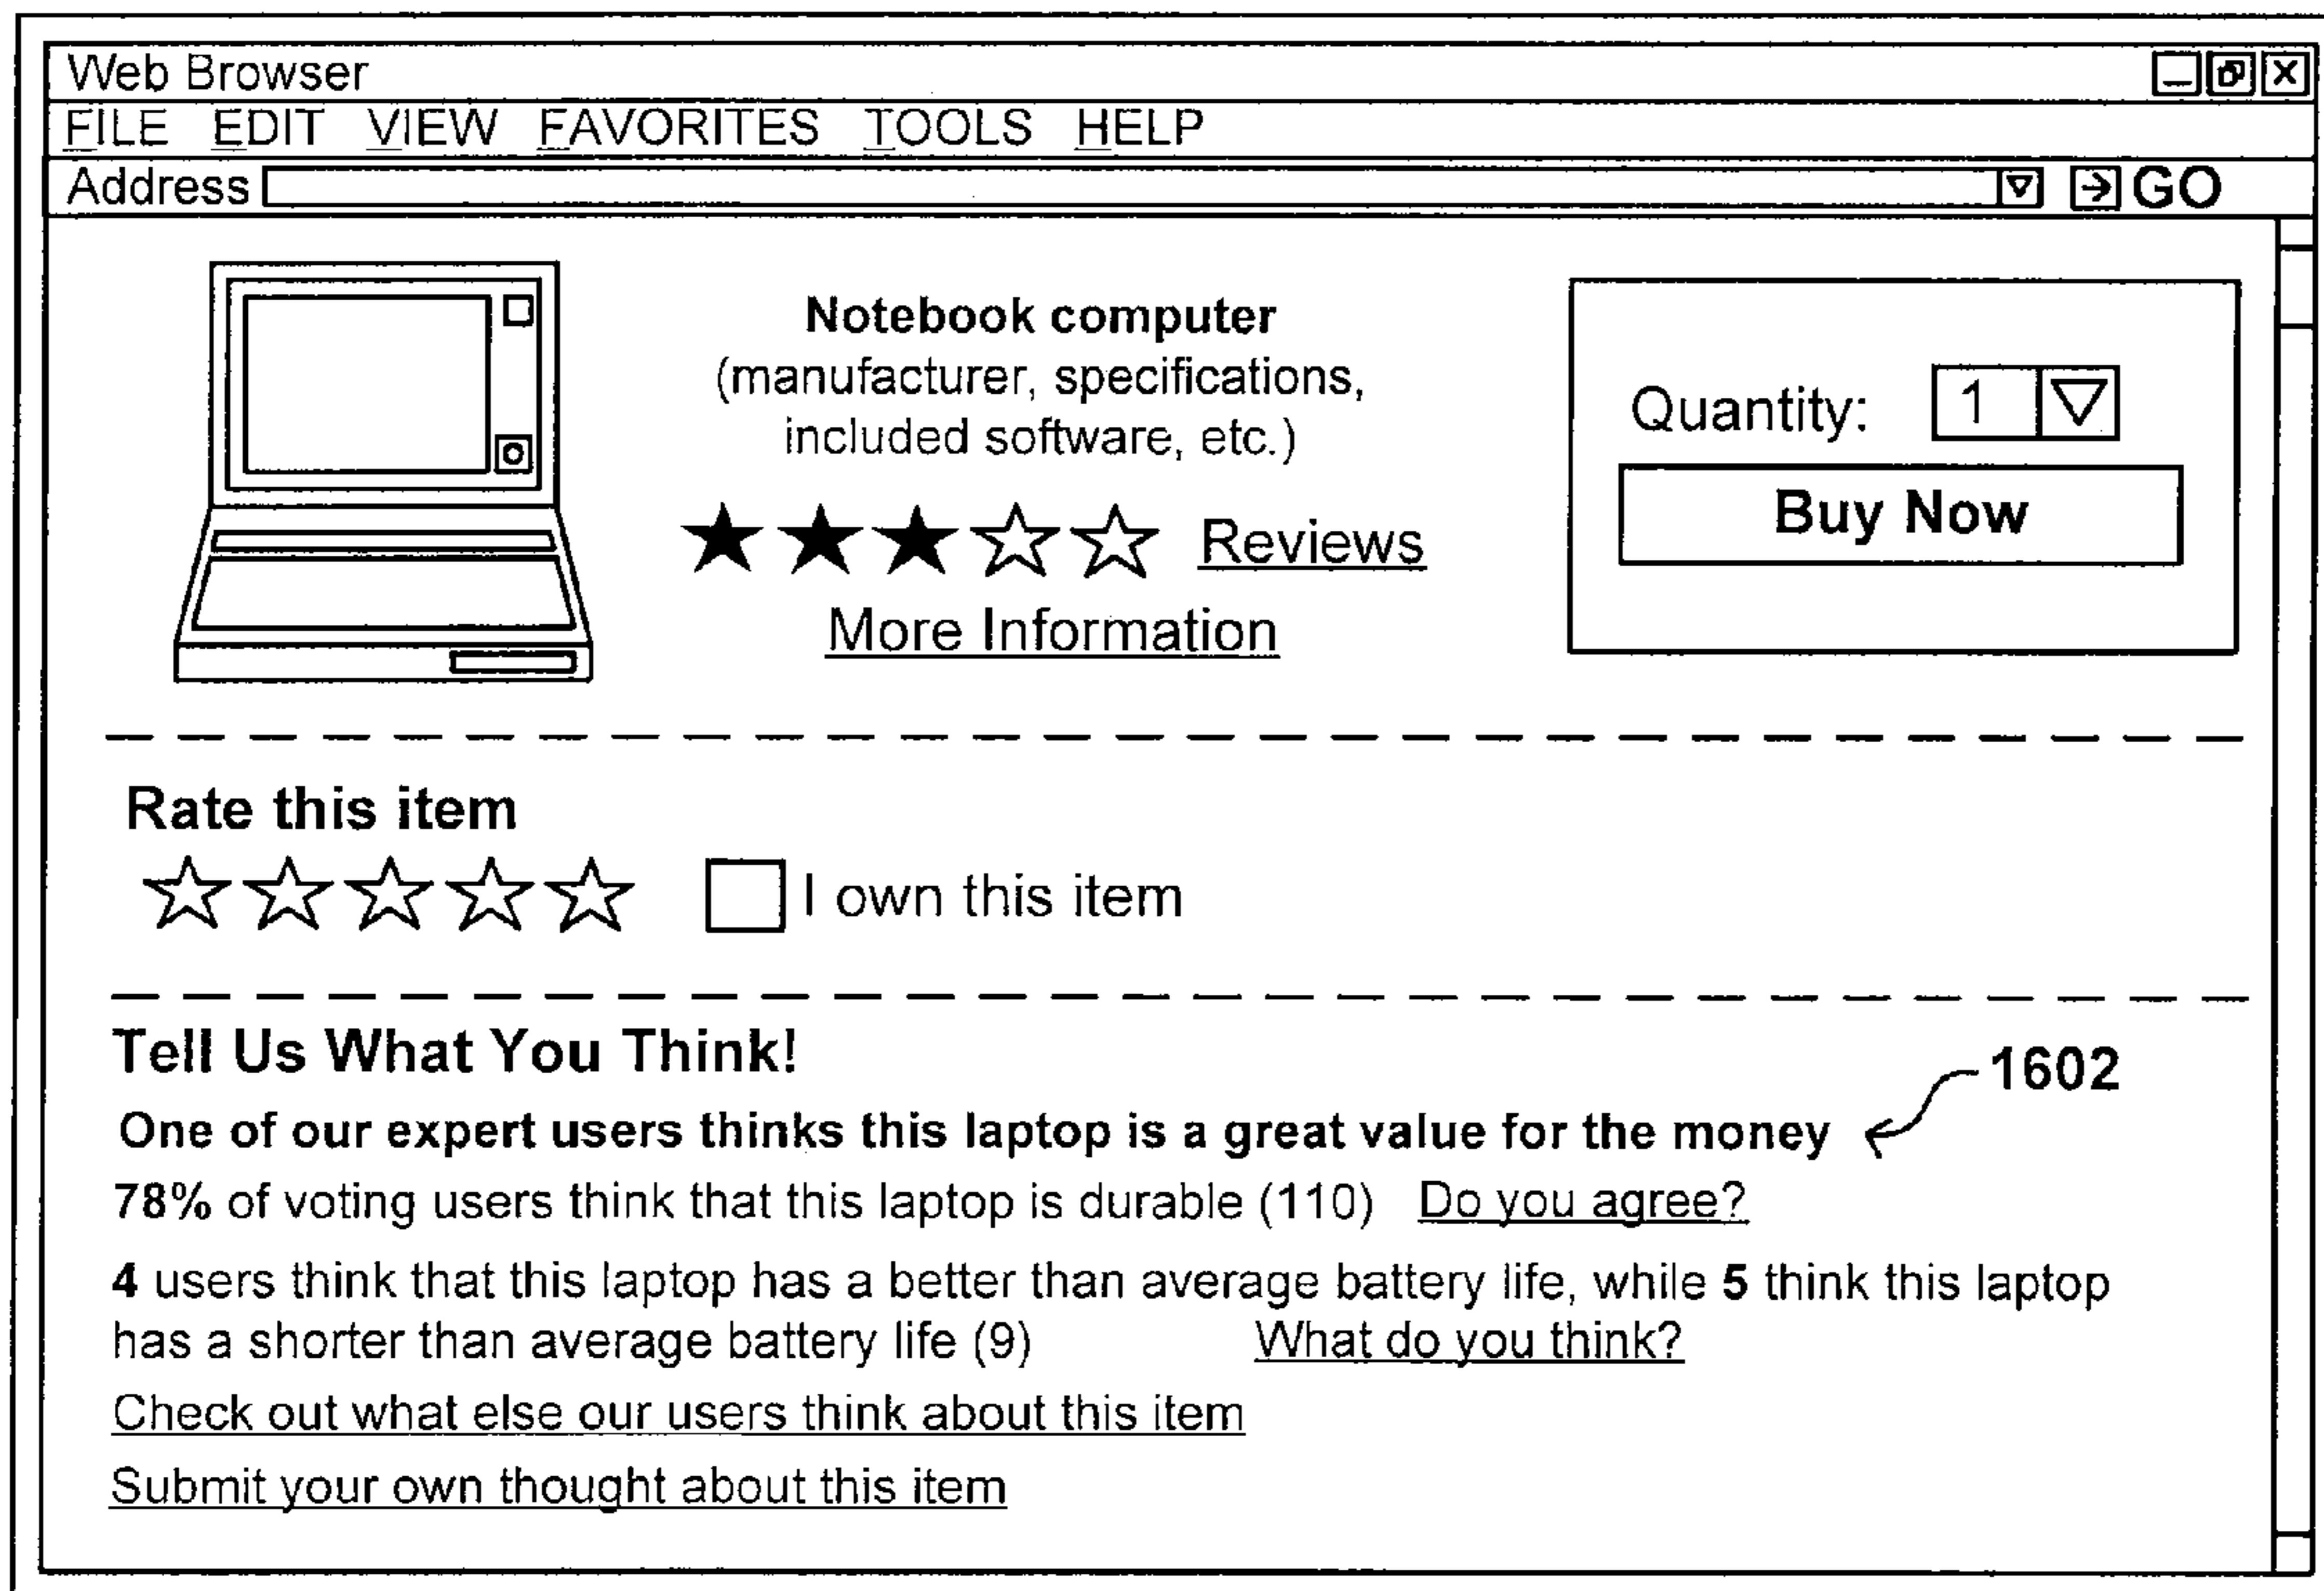 Web Browser
FILE EDIT VIEW FAVORITES TOOLS HELP
Address GO
Notebook computer
(manufacturer, specifications,
included software, etc.)
Reviews
More Information
Quantity: 1
Buy Now
Rate this item
I own this item
Tell Us What You Think!
1602
One of our expert users thinks this laptop is a great value for the money
78% of voting users think that this laptop is durable (110) Do you agree?
4 users think that this laptop has a better than average battery life, while 5 think this laptop
has a shorter than average battery life (9) What do you think?
Check out what else our users think about this item
Submit your own thought about this item